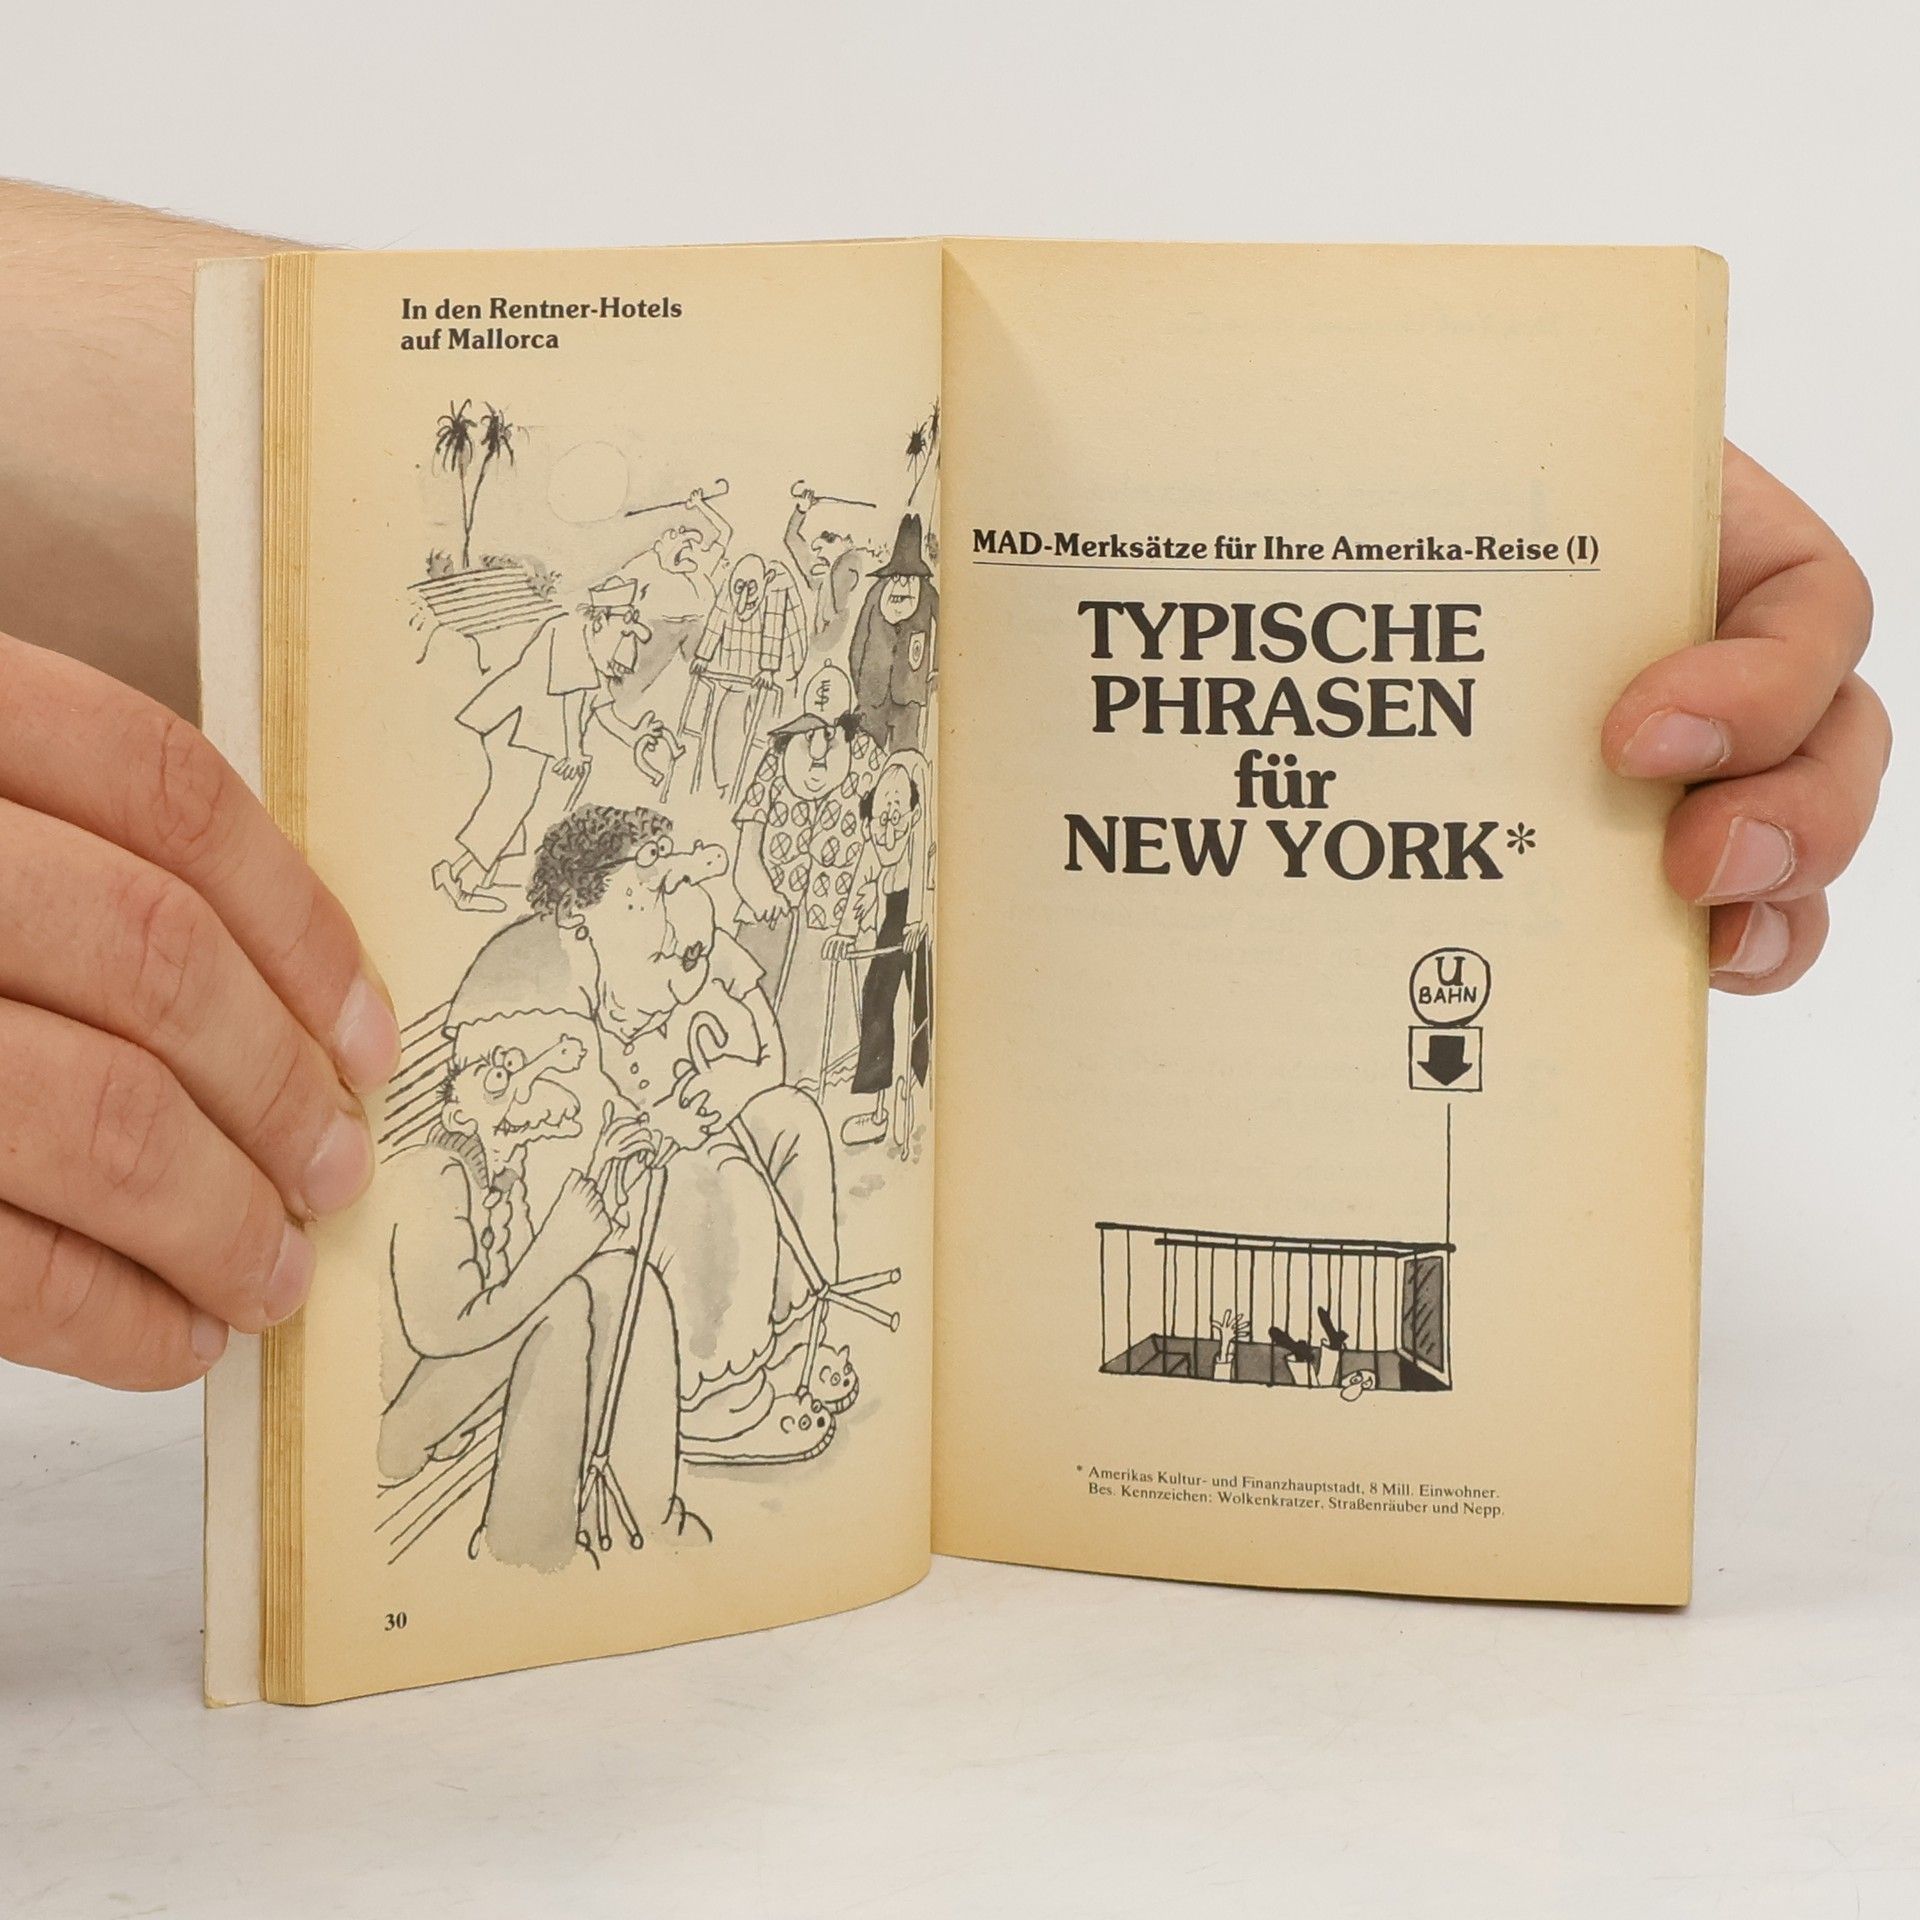 In den Rentner-Hotels
auf Mallorca
30
MAD-Merksätze für Ihre Amerika-Reise (I)
TYPISCHE
PHRASEN
für
NEW YORK*
U
BAHN
* Amerikas Kultur- und Finanzhauptstadt, 8 Mill. Einwohner.
Bes. Kennzeichen: Wolkenkratzer, Straßenräuber und Nepp.